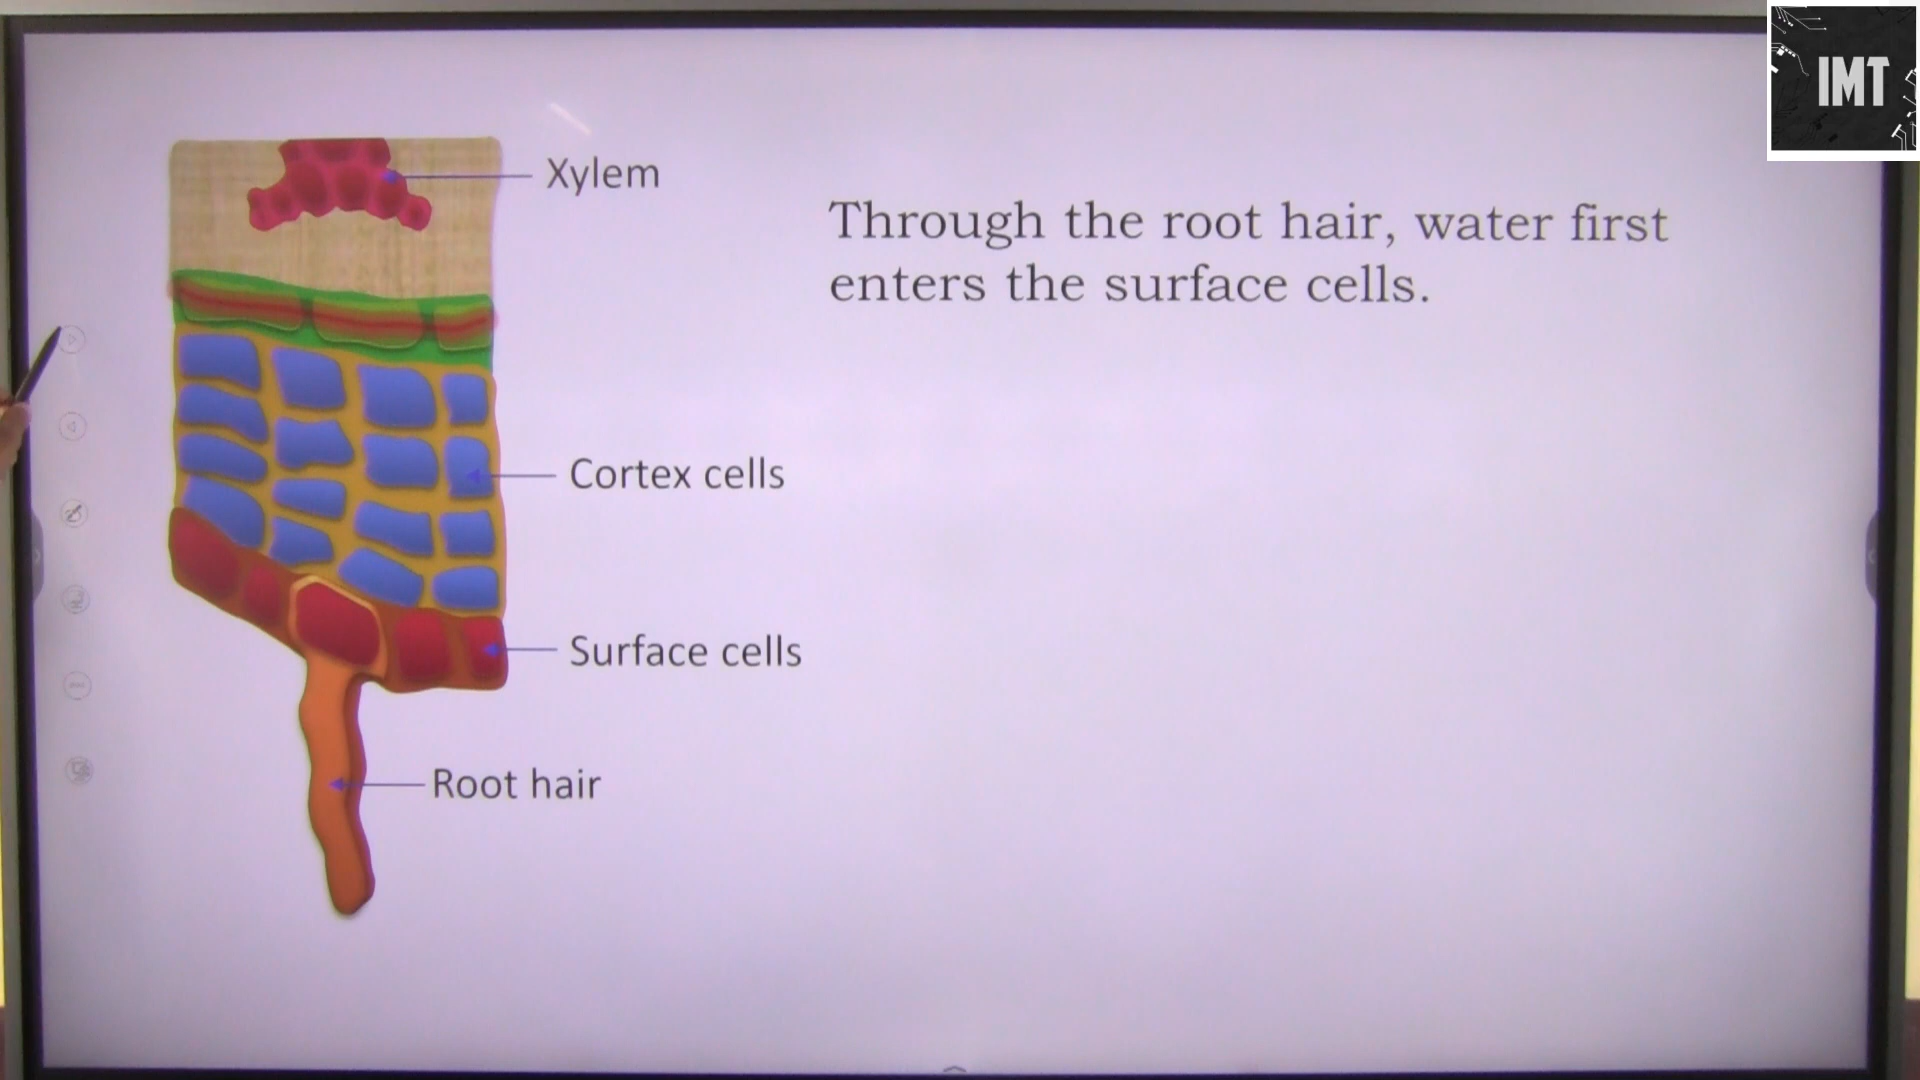 IMT
Xylem
Through the root hair, water first
enters the surface cells.
Cortex cells
Surface cells
Root hair